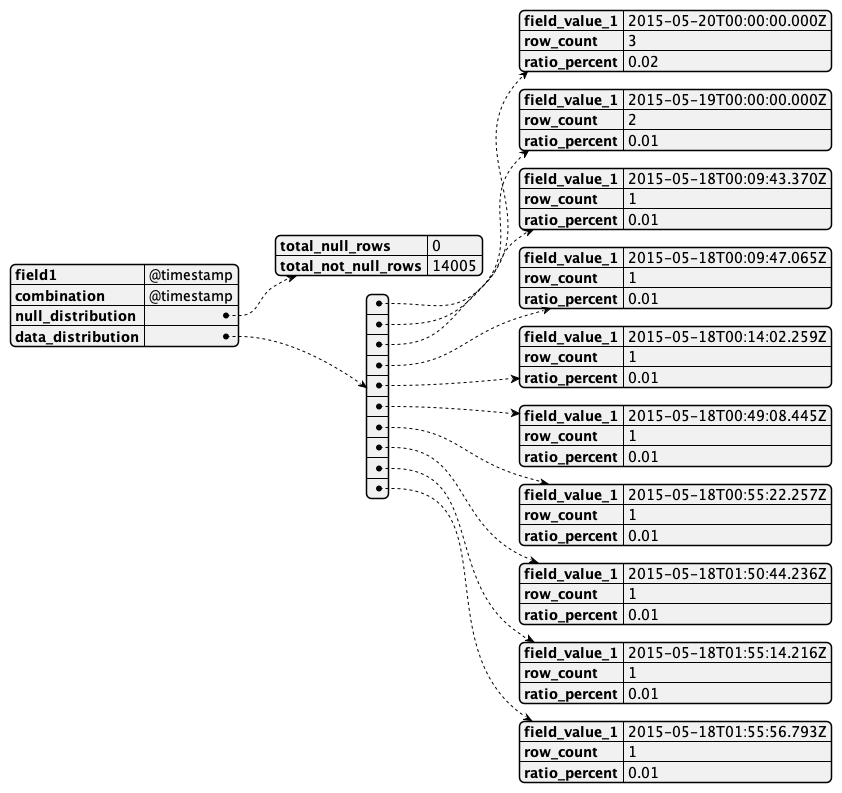 field1 @timestamp
combination @timestamp
null_distribution
data_distribution
total_null_rows 0
total_not_null_rows 14005
field_value_1 2015-05-20T00:00:00.000Z
row_count 3
ratio_percent 0.02
field_value_1 2015-05-19T00:00:00.000Z
row_count 2
ratio_percent 0.01
field_value_1 2015-05-18T00:09:43.370Z
row_count 1
ratio_percent 0.01
field_value_1 2015-05-18T00:09:47.065Z
row_count 1
ratio_percent 0.01
field_value_1 2015-05-18T00:14:02.259Z
row_count 1
ratio_percent 0.01
field_value_1 2015-05-18T00:49:08.445Z
row_count 1
ratio_percent 0.01
field_value_1 2015-05-18T00:55:22.257Z
row_count 1
ratio_percent 0.01
field_value_1 2015-05-18T01:50:44.236Z
row_count 1
ratio_percent 0.01
field_value_1 2015-05-18T01:55:14.216Z
row_count 1
ratio_percent 0.01
field_value_1 2015-05-18T01:55:56.793Z
row_count 1
ratio_percent 0.01